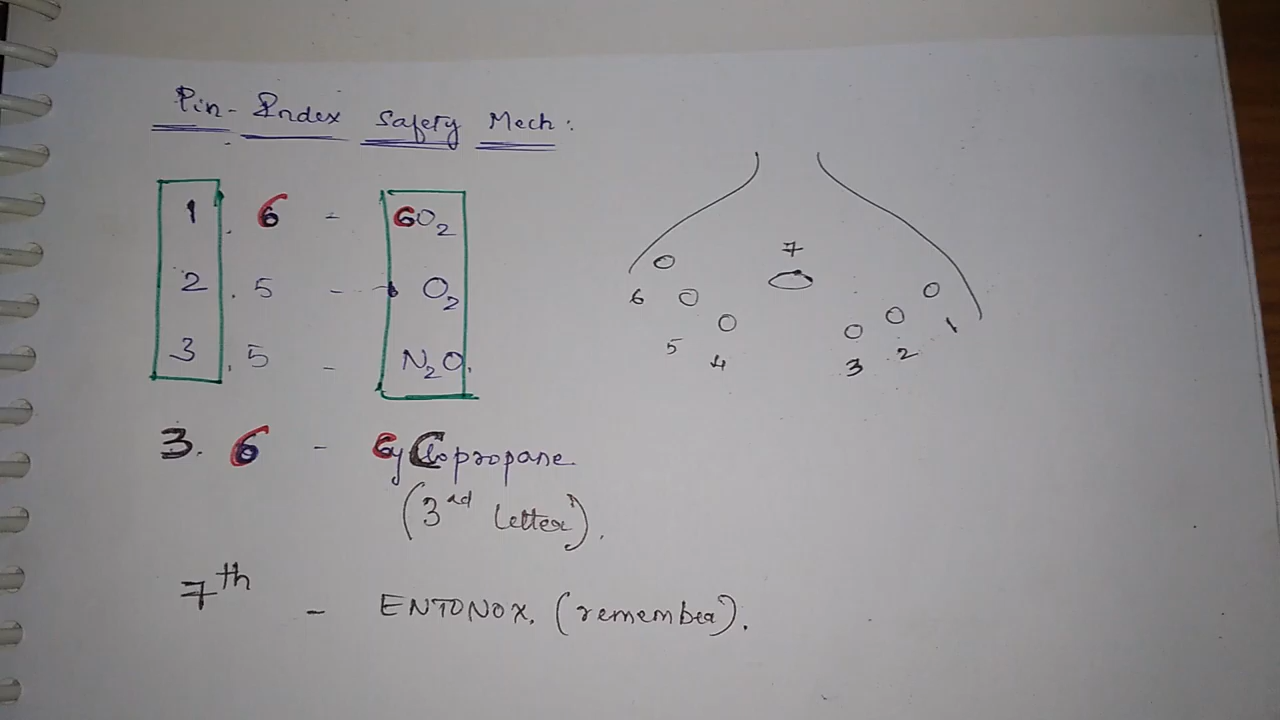 Pin-Index Safety Mech:
1 . 6 - CO2
2 . 5 - O2
3 . 5 - N2O.
3. 6 - CyClopropane.
(3rd letter).
7th - ENTONOX. (remember).
7
6
5
4
3
2
1